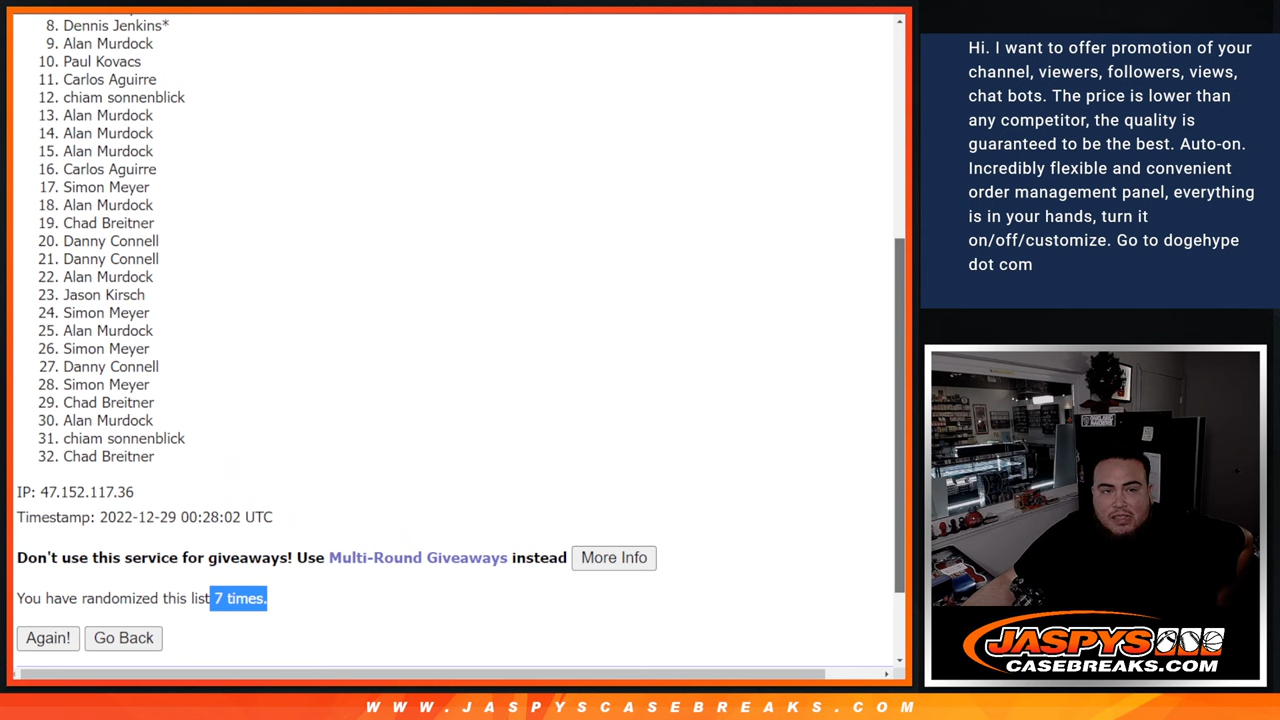 8. Dennis Jenkins*
9. Alan Murdock
10. Paul Kovacs
11. Carlos Aguirre
12. chiam sonnenblick
13. Alan Murdock
14. Alan Murdock
15. Alan Murdock
16. Carlos Aguirre
17. Simon Meyer
18. Alan Murdock
19. Chad Breitner
20. Danny Connell
21. Danny Connell
22. Alan Murdock
23. Jason Kirsch
24. Simon Meyer
25. Alan Murdock
26. Simon Meyer
27. Danny Connell
28. Simon Meyer
29. Chad Breitner
30. Alan Murdock
31. chiam sonnenblick
32. Chad Breitner
IP: 47.152.117.36
Timestamp: 2022-12-29 00:28:02 UTC
Don't use this service for giveaways! Use Multi-Round Giveaways instead More Info
You have randomized this list 7 times.
Again! Go Back
Hi. I want to offer promotion of your
channel, viewers, followers, views,
chat bots. The price is lower than
any competitor, the quality is
guaranteed to be the best. Auto-on.
Incredibly flexible and convenient
order management panel, everything
is in your hands, turn it
on/off/customize. Go to dogehype
dot com
JASPYS
CASEBREAKS.COM
WWW.JASPYSCASEBREAKS.COM